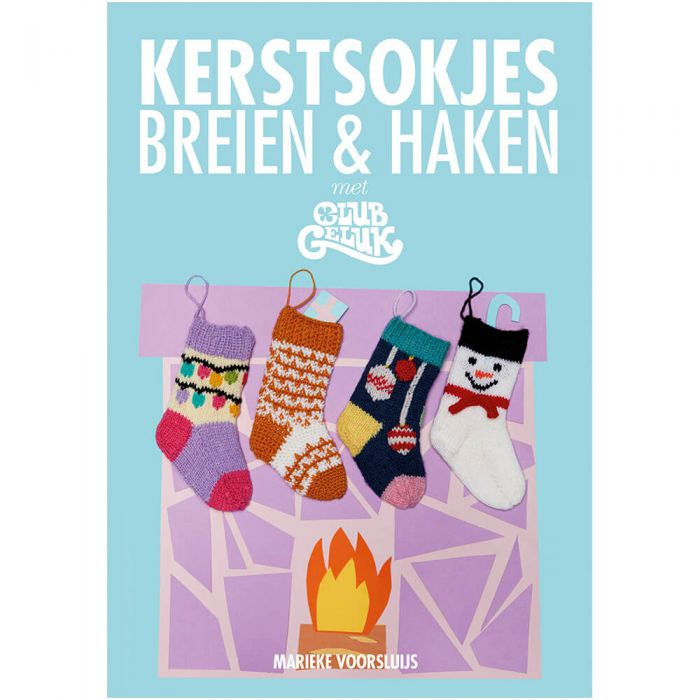 KERSTSOKJES
BREIEN & HAKEN
met
CLUB
GELUK
MARIEKE VOORSLUIJS